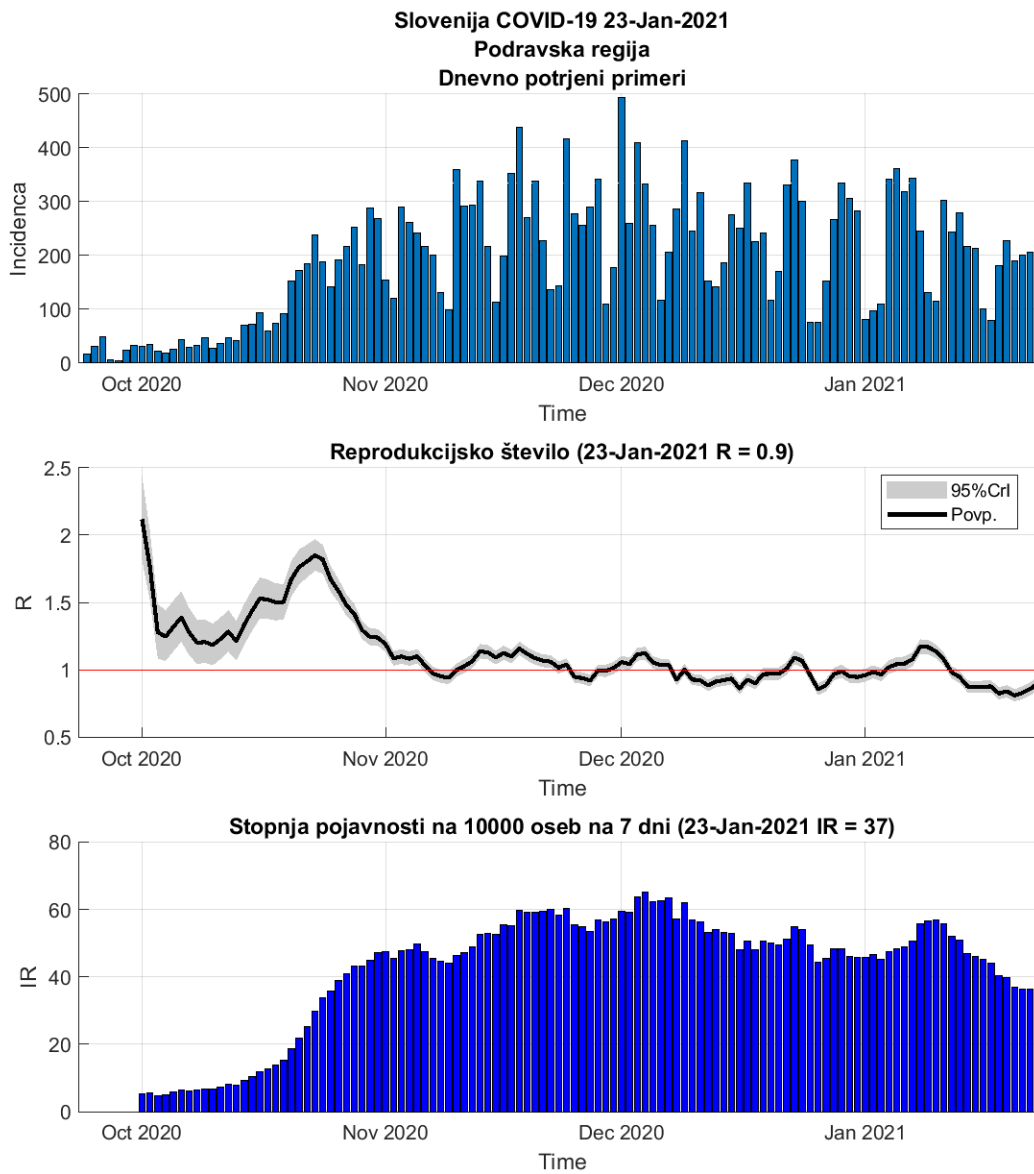 Slovenija COVID-19 23-Jan-2021
Podravska regija
Dnevno potrjeni primeri
500
400
300
200
100
0
Incidenca
Oct 2020
Nov 2020
Dec 2020
Jan 2021
Time
Reprodukcijsko število (23-Jan-2021 R = 0.9)
2.5
2
1.5
1
0.5
R
95%CrI
Povp.
Oct 2020
Nov 2020
Dec 2020
Jan 2021
Time
Stopnja pojavnosti na 10000 oseb na 7 dni (23-Jan-2021 IR = 37)
80
60
40
20
0
IR
Oct 2020
Nov 2020
Dec 2020
Jan 2021
Time